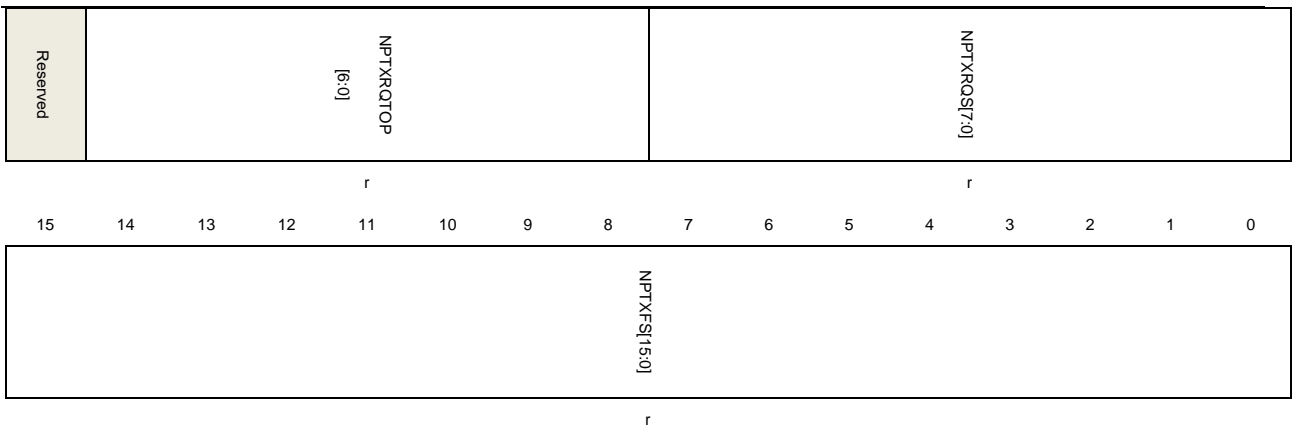 Reserved
NPTXRQTOP
[6:0]
NPTXRQS[7:0]
r r
15 14 13 12 11 10 9 8 7 6 5 4 3 2 1 0
NPTXFS[15:0]
r